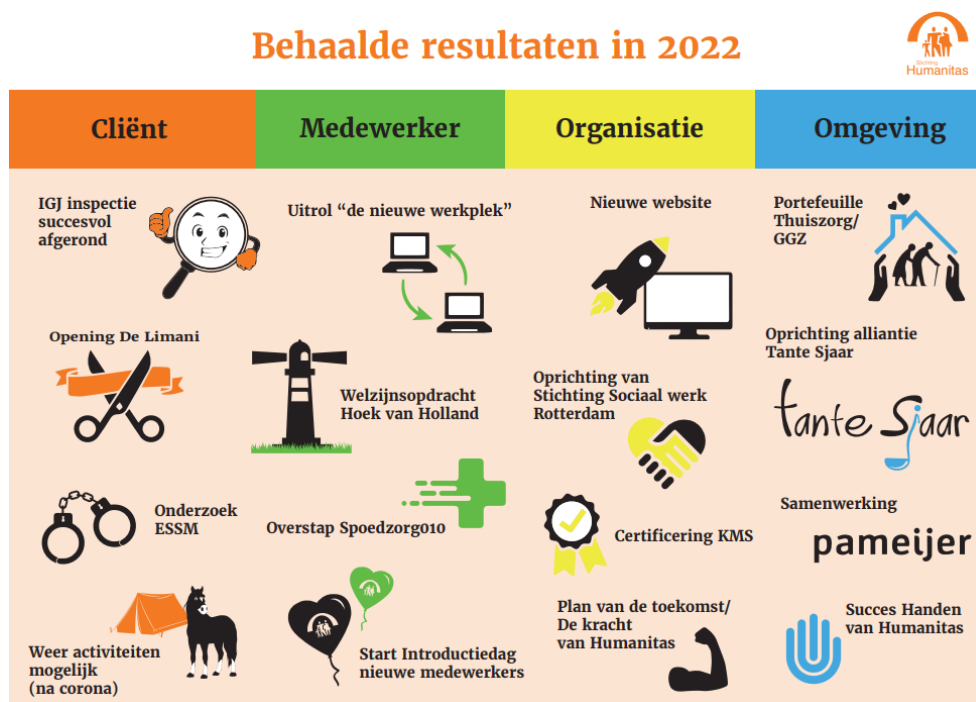 Behaalde resultaten in 2022
Stichting
Humanitas
Cliënt
Medewerker
Organisatie
Omgeving
IGJ inspectie
succesvol
afgerond
Opening De Limani
Onderzoek
ESSM
Weer activiteiten
mogelijk
(na corona)
Uitrol “de nieuwe werkplek”
Welzijnsopdracht
Hoek van Holland
Overstap Spoedzorg010
Start Introductiedag
nieuwe medewerkers
Nieuwe website
Oprichting van
Stichting Sociaal werk
Rotterdam
Certificering KMS
Plan van de toekomst/
De kracht
van Humanitas
Portefeuille
Thuiszorg/
GGZ
Oprichting alliantie
Tante Sjaar
tante Sjaar
Samenwerking
pameijer
Succes Handen
van Humanitas